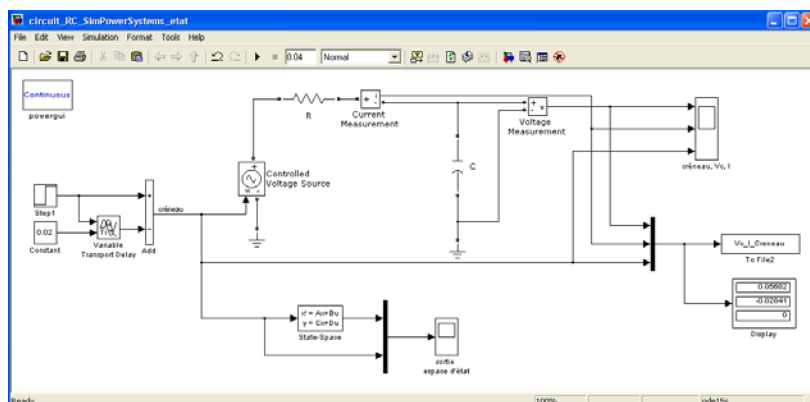 circuit_RC_SimPowerSystems_etat
File Edit View Simulation Format Tools Help
0.04 Normal
Continuous
powergui
R
+ i
-
Current
Measurement
+ v
-
Voltage
Measurement
créneau, Vc, I
C
Controlled
Voltage Source
Step1
0.02
Constant
Variable
Transport Delay
+
-
Add
créneau
Vc_I_Creneau
To File2
0.05682
-0.02841
0
Display
x' = Ax+Bu
y = Cx+Du
State-Space
sortie
espace d'état
Ready 100% ode15s